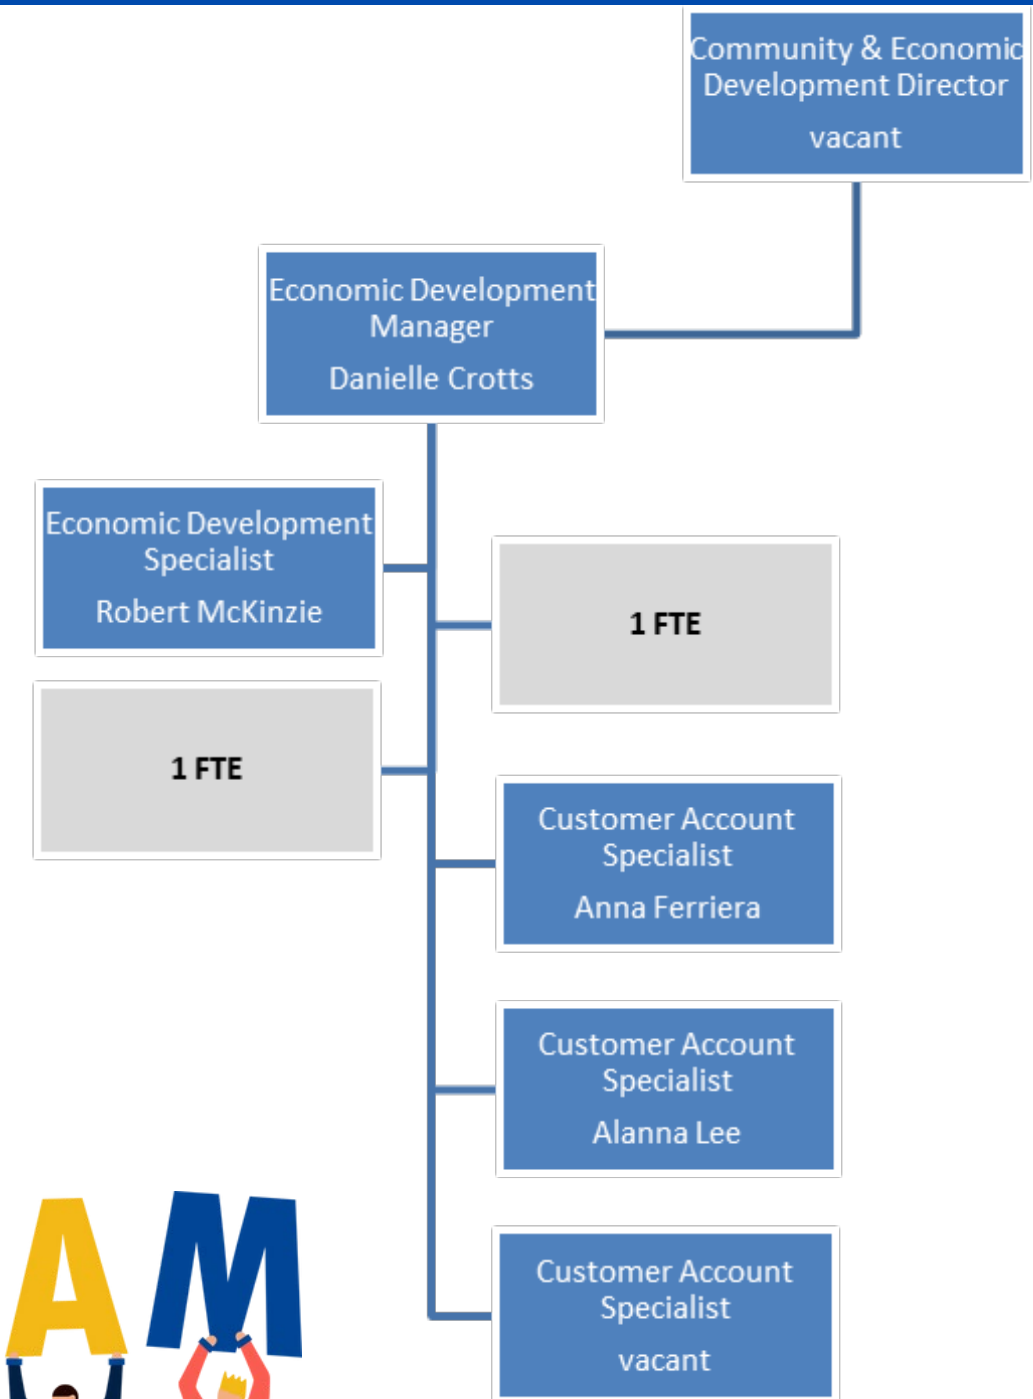 Community & Economic
Development Director
vacant
Economic Development
Manager
Danielle Crotts
Economic Development
Specialist
Robert McKinzie
1 FTE
1 FTE
Customer Account
Specialist
Anna Ferriera
Customer Account
Specialist
Alanna Lee
Customer Account
Specialist
vacant
AM